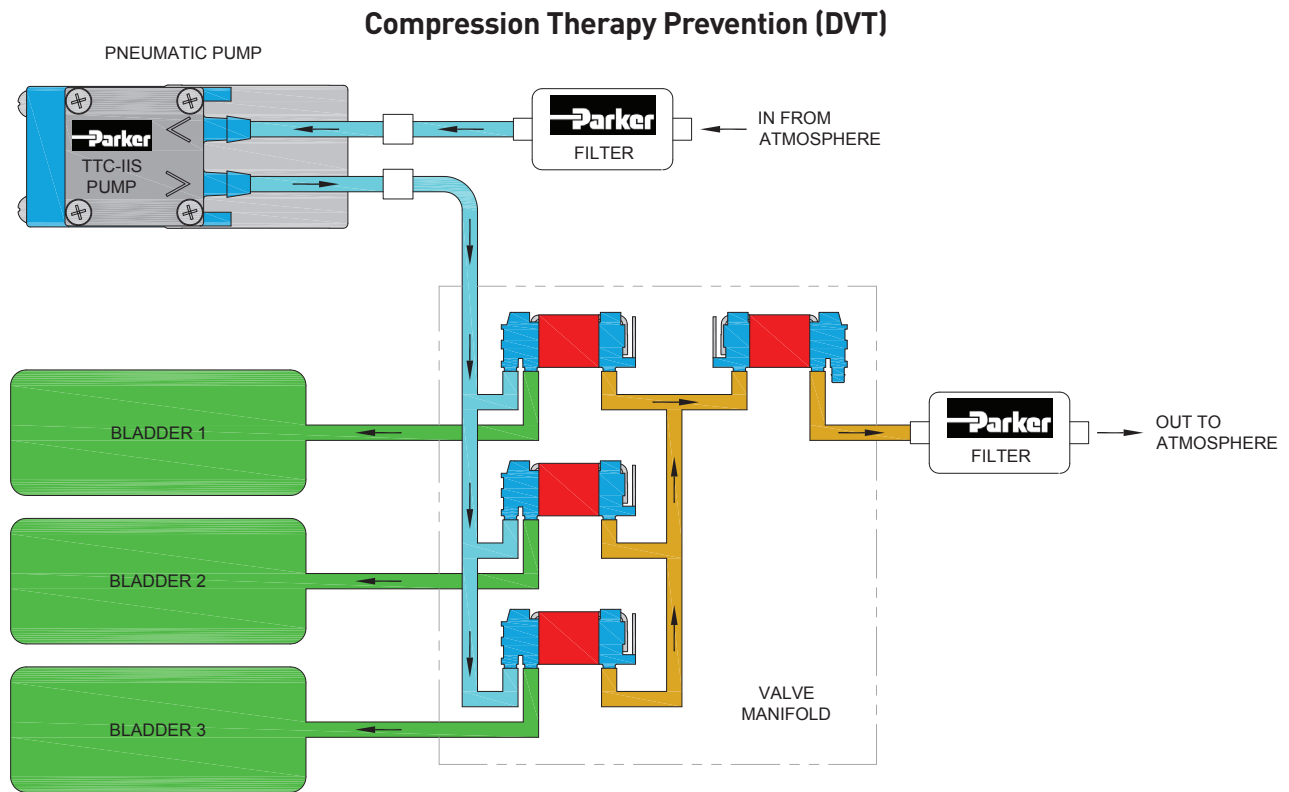 Compression Therapy Prevention (DVT)
PNEUMATIC PUMP
Parker
TTC-IIS
PUMP
Parker
FILTER
IN FROM
ATMOSPHERE
BLADDER 1
Parker
FILTER
OUT TO
ATMOSPHERE
BLADDER 2
BLADDER 3
VALVE
MANIFOLD